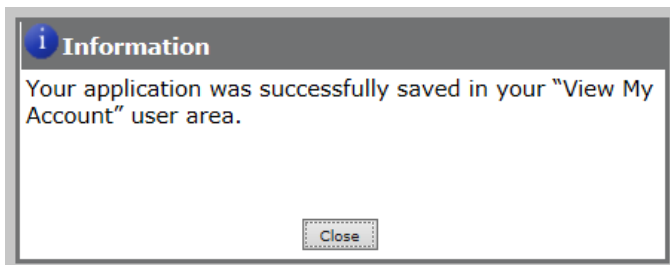 i Information
Your application was successfully saved in your “View My
Account” user area.
Close